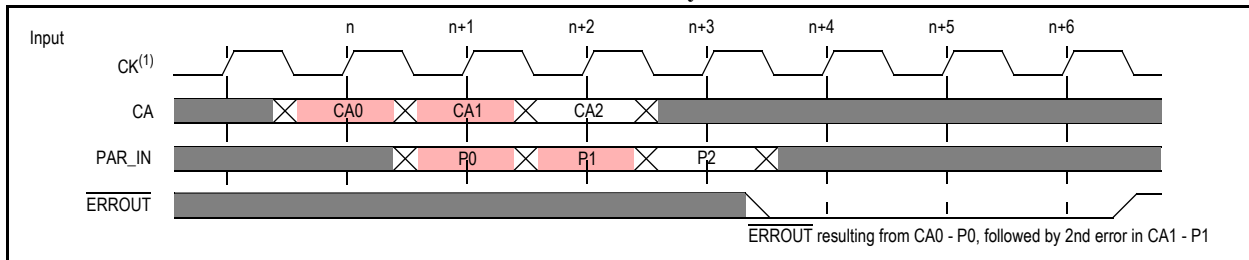 n n+1 n+2 n+3 n+4 n+5 n+6
Input
CK(1)
CA CA0 CA1 CA2
PAR_IN P0 P1 P2
ERROUT
ERROUT resulting from CA0 - P0, followed by 2nd error in CA1 - P1